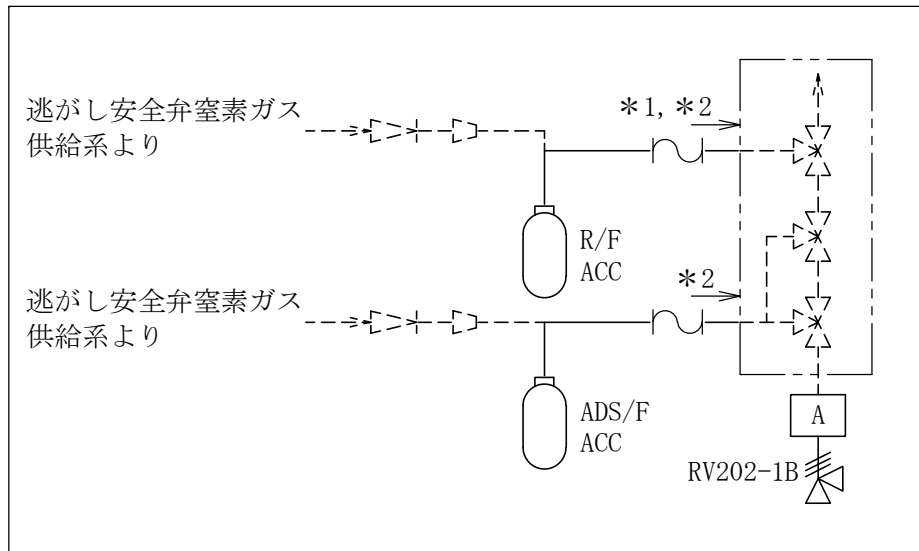 逃がし安全弁窒素ガス
供給系より
*1, *2
R/F
ACC
逃がし安全弁窒素ガス
供給系より
*2
ADS/F
ACC
A
RV202-1B